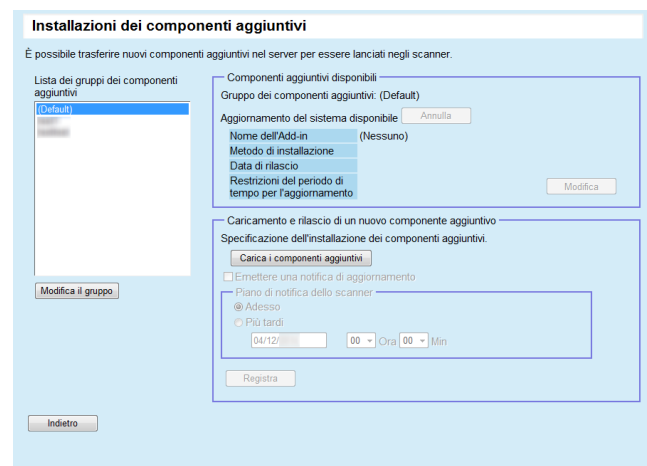 Installazioni dei componenti aggiuntivi
È possibile trasferire nuovi componenti aggiuntivi nel server per essere lanciati negli scanner.
Lista dei gruppi dei componenti
aggiuntivi
(Default)
Modifica il gruppo
Componenti aggiuntivi disponibili
Gruppo dei componenti aggiuntivi: (Default)
Aggiornamento del sistema disponibile Annulla
Nome dell'Add-in (Nessuno)
Metodo di installazione
Data di rilascio
Restrizioni del periodo di
tempo per l'aggiornamento
Modifica
Caricamento e rilascio di un nuovo componente aggiuntivo
Specificazione dell'installazione dei componenti aggiuntivi.
Carica i componenti aggiuntivi
Emettere una notifica di aggiornamento
Piano di notifica dello scanner
Adesso
Più tardi
04/12/ 00 Ora 00 Min
Registra
Indietro